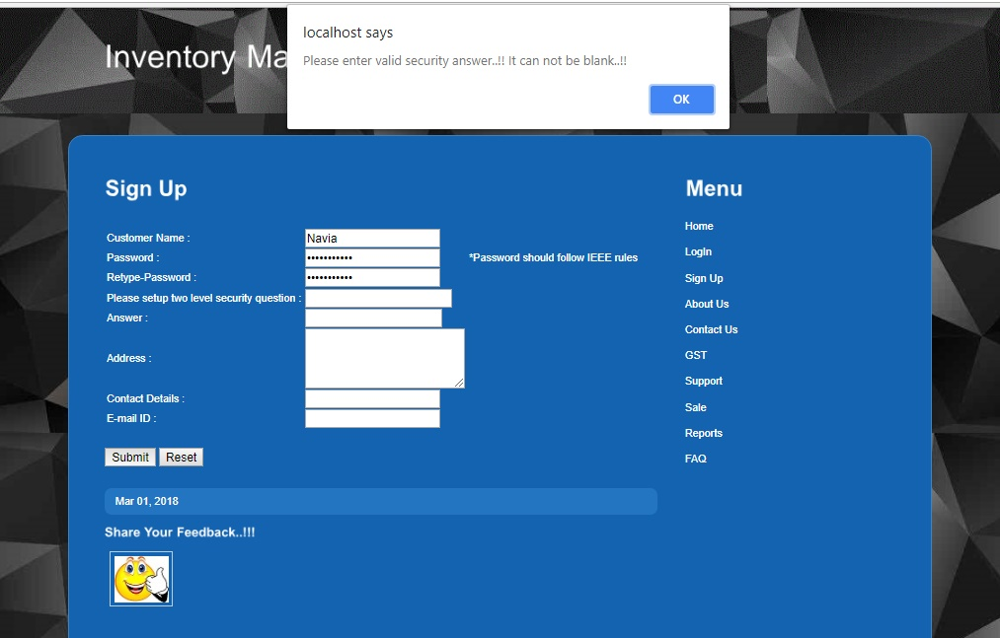 localhost says
Please enter valid security answer..!! It can not be blank..!!
OK
Inventory Ma
Sign Up
Customer Name : Navia
Password : ••••••••••• *Password should follow IEEE rules
Retype-Password : •••••••••••
Please setup two level security question :
Answer :
Address :
Contact Details :
E-mail ID :
Submit Reset
Mar 01, 2018
Share Your Feedback..!!!
Menu
Home
LogIn
Sign Up
About Us
Contact Us
GST
Support
Sale
Reports
FAQ